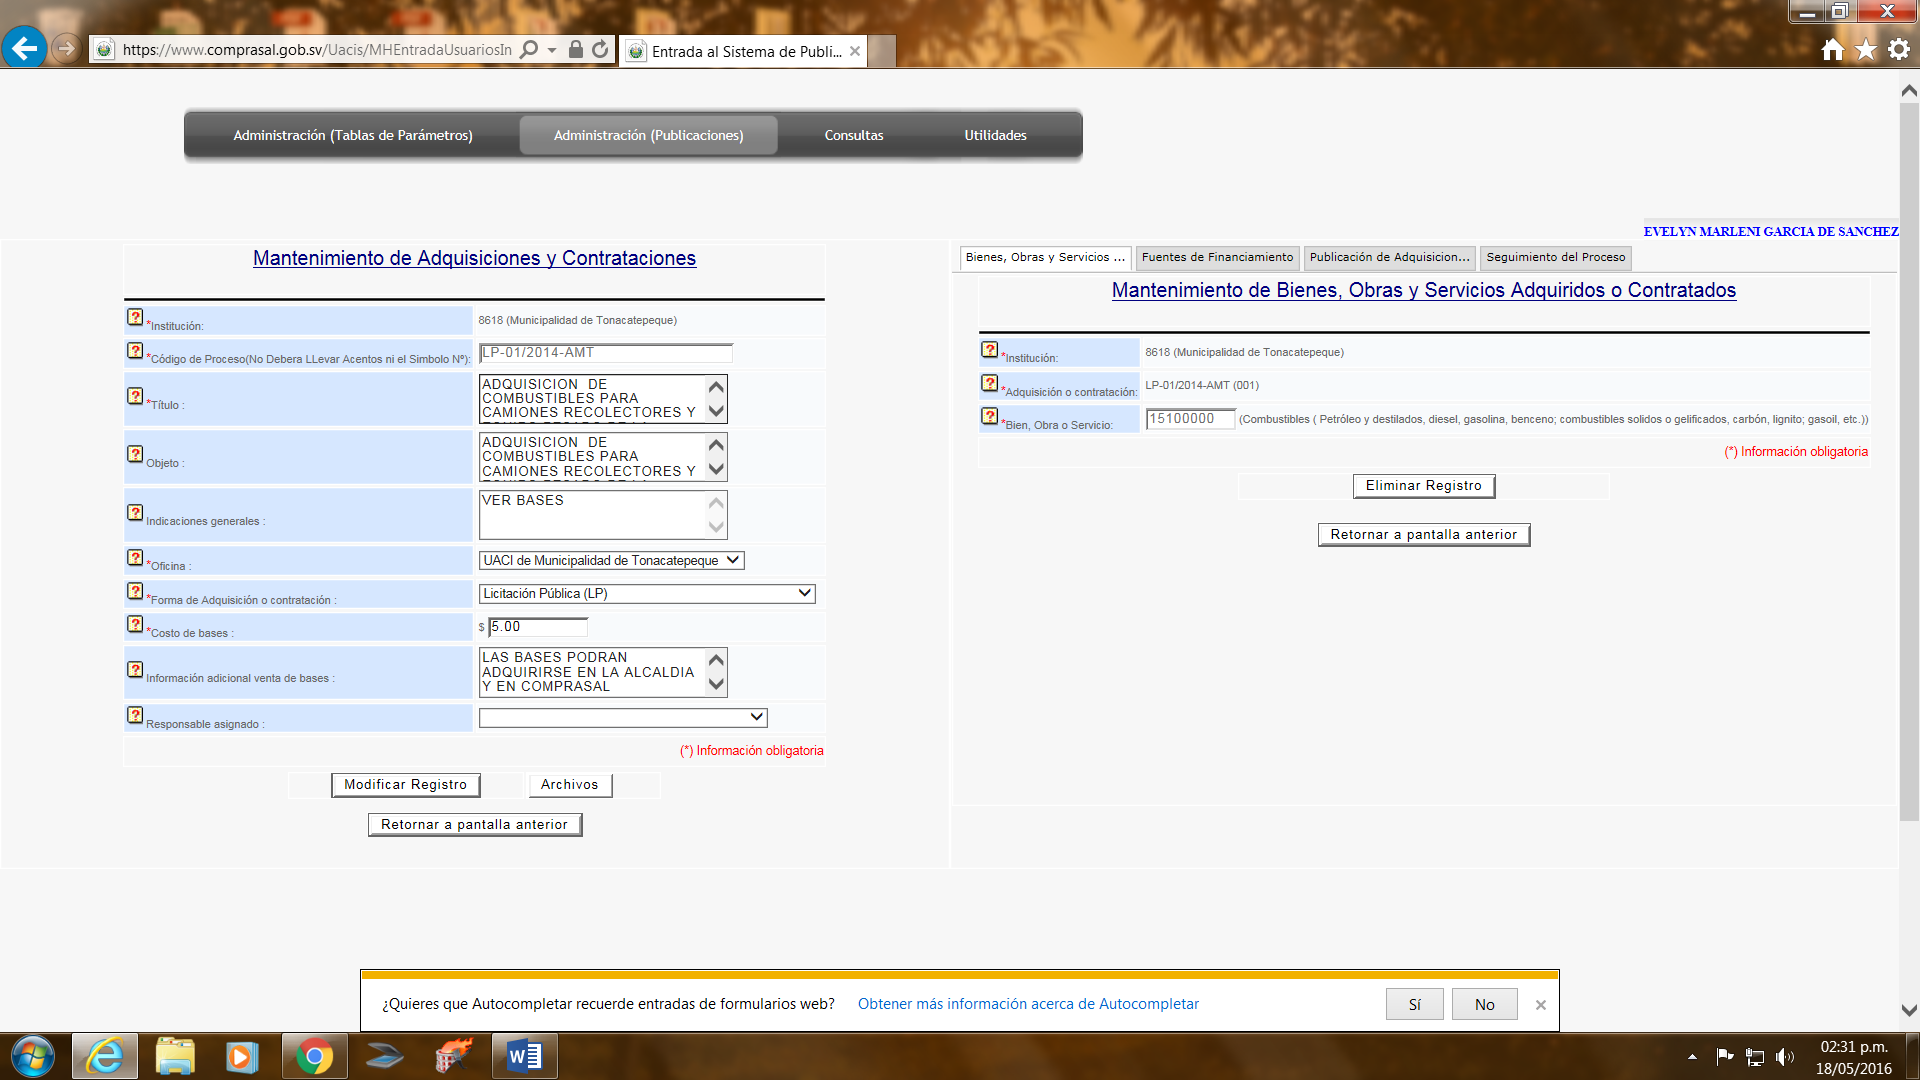 https://www.comprasal.gob.sv/Uacis/MHEntradaUsuariosIn
Entrada al Sistema de Publi...
Administración (Tablas de Parámetros)
Administración (Publicaciones)
Consultas
Utilidades
EVELYN MARLENI GARCIA DE SANCHEZ
Mantenimiento de Adquisiciones y Contrataciones
*Institución:
8618 (Municipalidad de Tonacatepeque)
*Código de Proceso(No Debera LLevar Acentos ni el Simbolo Nº):
LP-01/2014-AMT
*Título :
ADQUISICION DE
COMBUSTIBLES PARA
CAMIONES RECOLECTORES Y
Objeto :
ADQUISICION DE
COMBUSTIBLES PARA
CAMIONES RECOLECTORES Y
Indicaciones generales :
VER BASES
*Oficina :
UACI de Municipalidad de Tonacatepeque
*Forma de Adquisición o contratación :
Licitación Pública (LP)
*Costo de bases :
$ 5.00
Información adicional venta de bases :
LAS BASES PODRAN
ADQUIRIRSE EN LA ALCALDIA
Y EN COMPRASAL
Responsable asignado :
(*) Información obligatoria
Modificar Registro
Archivos
Retornar a pantalla anterior
Bienes, Obras y Servicios ...
Fuentes de Financiamiento
Publicación de Adquisicion...
Seguimiento del Proceso
Mantenimiento de Bienes, Obras y Servicios Adquiridos o Contratados
*Institución:
8618 (Municipalidad de Tonacatepeque)
*Adquisición o contratación:
LP-01/2014-AMT (001)
*Bien, Obra o Servicio:
15100000 (Combustibles ( Petróleo y destilados, diesel, gasolina, benceno; combustibles solidos o gelificados, carbón, lignito; gasoil, etc.))
(*) Información obligatoria
Eliminar Registro
Retornar a pantalla anterior
¿Quieres que Autocompletar recuerde entradas de formularios web?
Obtener más información acerca de Autocompletar
Sí
No
02:31 p.m.
18/05/2016